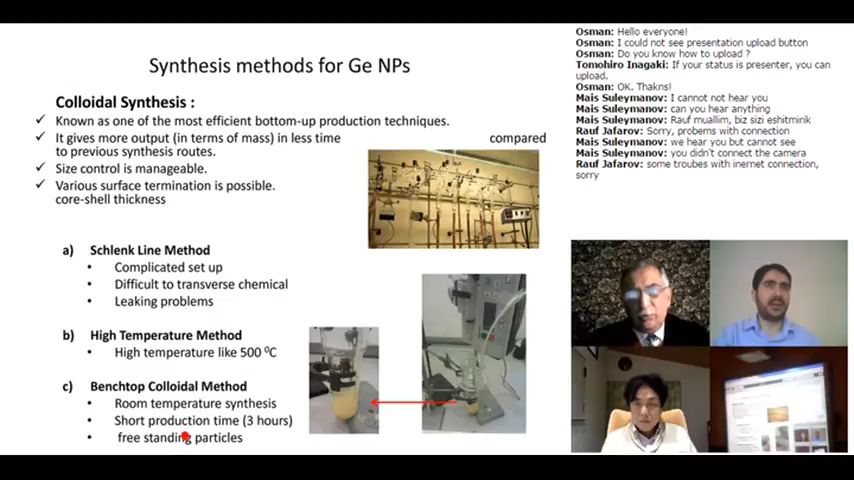 Synthesis methods for Ge NPs
Colloidal Synthesis :
✓ Known as one of the most efficient bottom-up production techniques.
✓ It gives more output (in terms of mass) in less time compared
to previous synthesis routes.
✓ Size control is manageable.
✓ Various surface termination is possible.
core-shell thickness
a) Schlenk Line Method
• Complicated set up
• Difficult to transverse chemical
• Leaking problems
b) High Temperature Method
• High temperature like 500 ⁰C
c) Benchtop Colloidal Method
• Room temperature synthesis
• Short production time (3 hours)
• free standing particles
Osman: Hello everyone!
Osman: I could not see presentation upload button
Osman: Do you know how to upload ?
Tomohiro Inagaki: If your status is presenter, you can
upload.
Osman: OK. Thakns!
Mais Suleymanov: I cannot not hear you
Mais Suleymanov: can you hear anything
Mais Suleymanov: Rauf muallim, biz sizi eshitmirik
Rauf Jafarov: Sorry, probems with connection
Mais Suleymanov: we hear you but cannot see
Mais Suleymanov: you didn't connect the camera
Rauf Jafarov: some troubes with inernet connection,
sorry